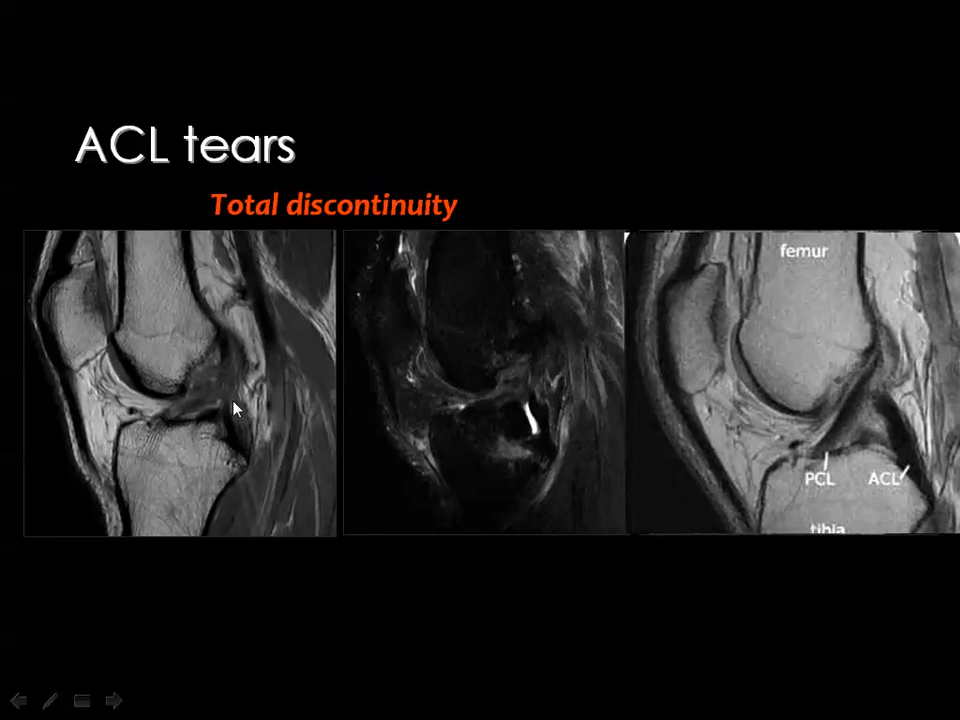 ACL tears
Total discontinuity
femur
PCL
ACL
tibia